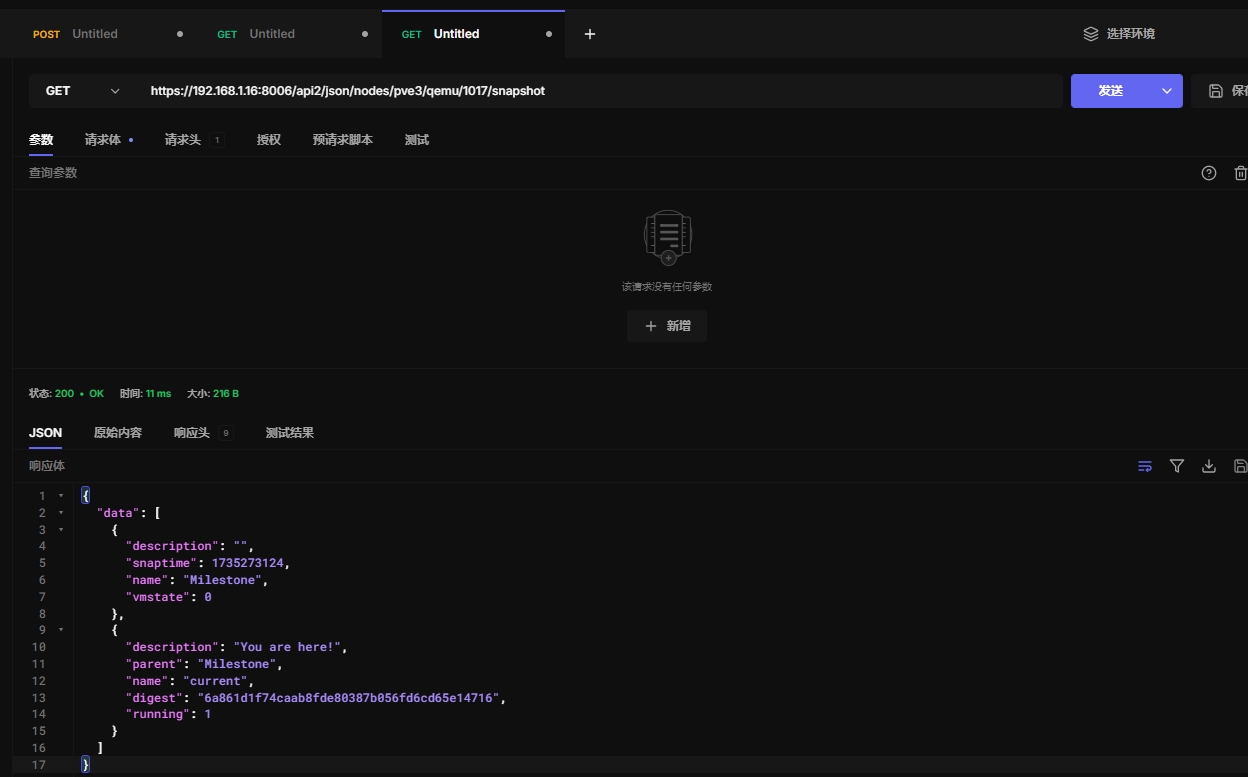 POST Untitled GET Untitled GET Untitled 选择环境
GET https://192.168.1.16:8006/api2/json/nodes/pve3/qemu/1017/snapshot 发送
参数 请求体 请求头 1 授权 预请求脚本 测试
查询参数
该请求没有任何参数
新增
状态: 200 • OK 时间: 11 ms 大小: 216 B
JSON 原始内容 响应头 9 测试结果
响应体
1 {
2 "data": [
3 {
4 "description": "",
5 "snaptime": 1735273124,
6 "name": "Milestone",
7 "vmstate": 0
8 },
9 {
10 "description": "You are here!",
11 "parent": "Milestone",
12 "name": "current",
13 "digest": "6a861d1f74caab8fde80387b056fd6cd65e14716",
14 "running": 1
15 }
16 ]
17 }